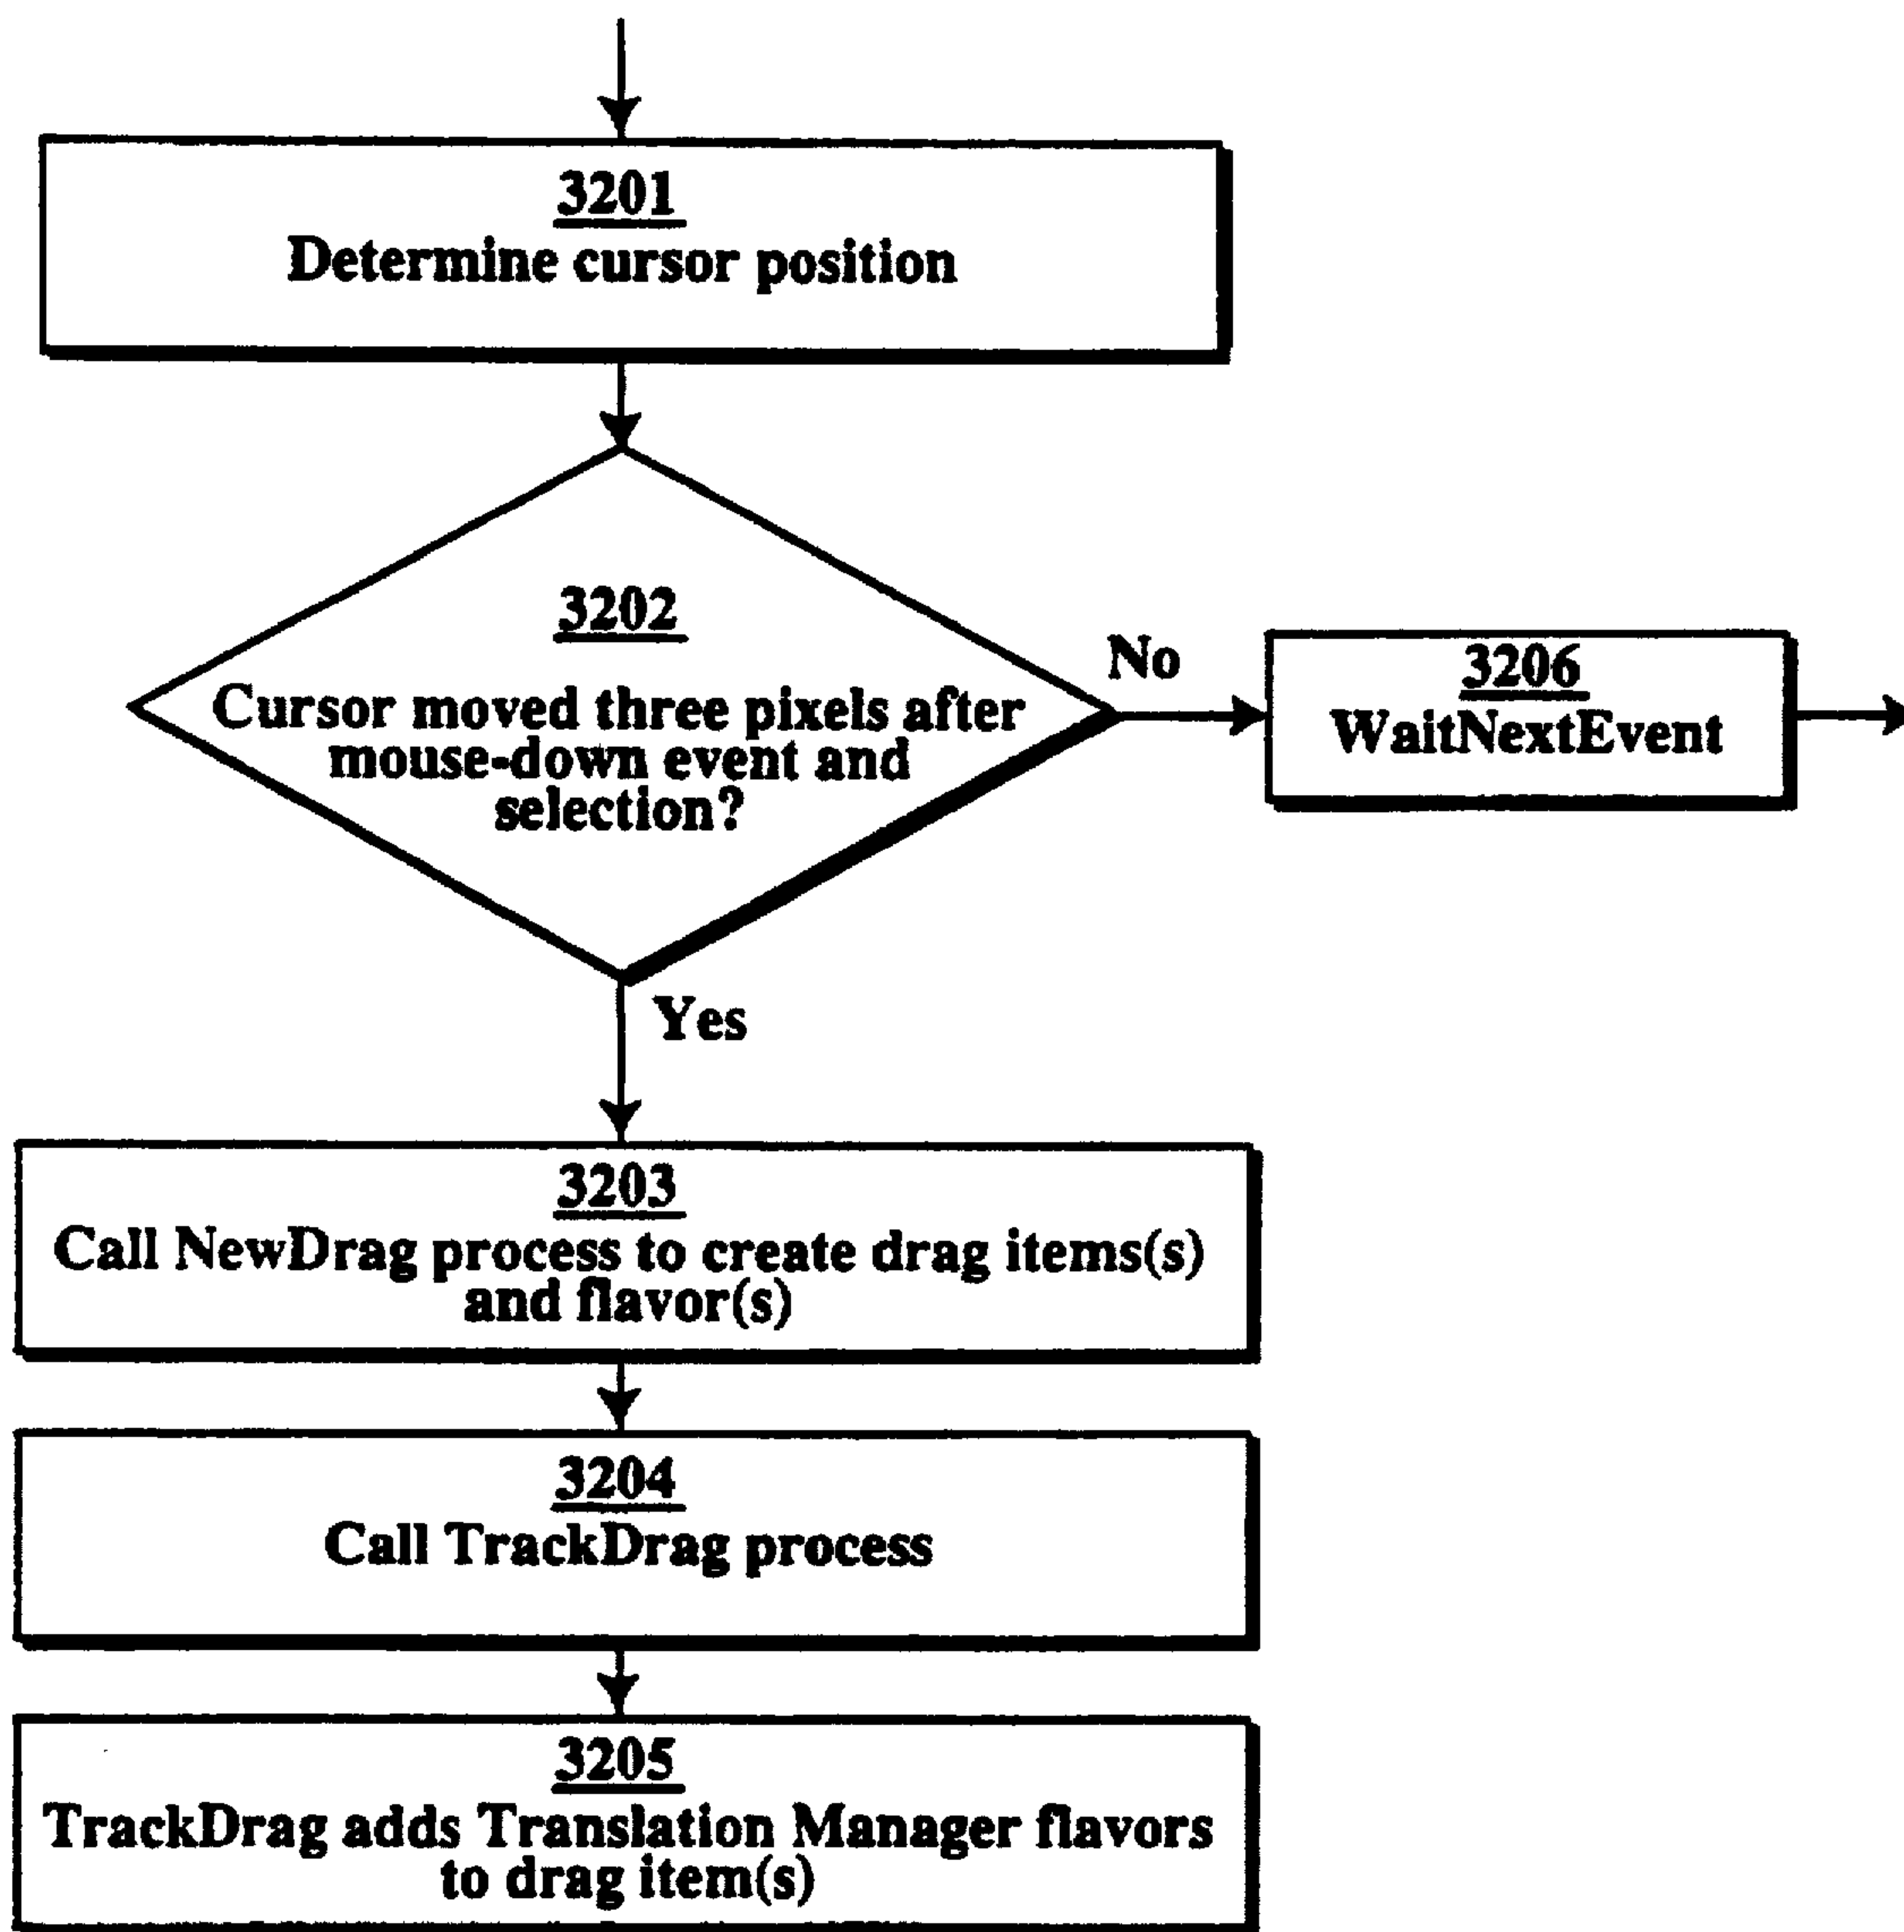 3201
Determine cursor position
3202
Cursor moved three pixels after
mouse-down event and
selection?
No
3206
WaitNextEvent
Yes
3203
Call NewDrag process to create drag items(s)
and flavor(s)
3204
Call TrackDrag process
3205
TrackDrag adds Translation Manager flavors
to drag item(s)